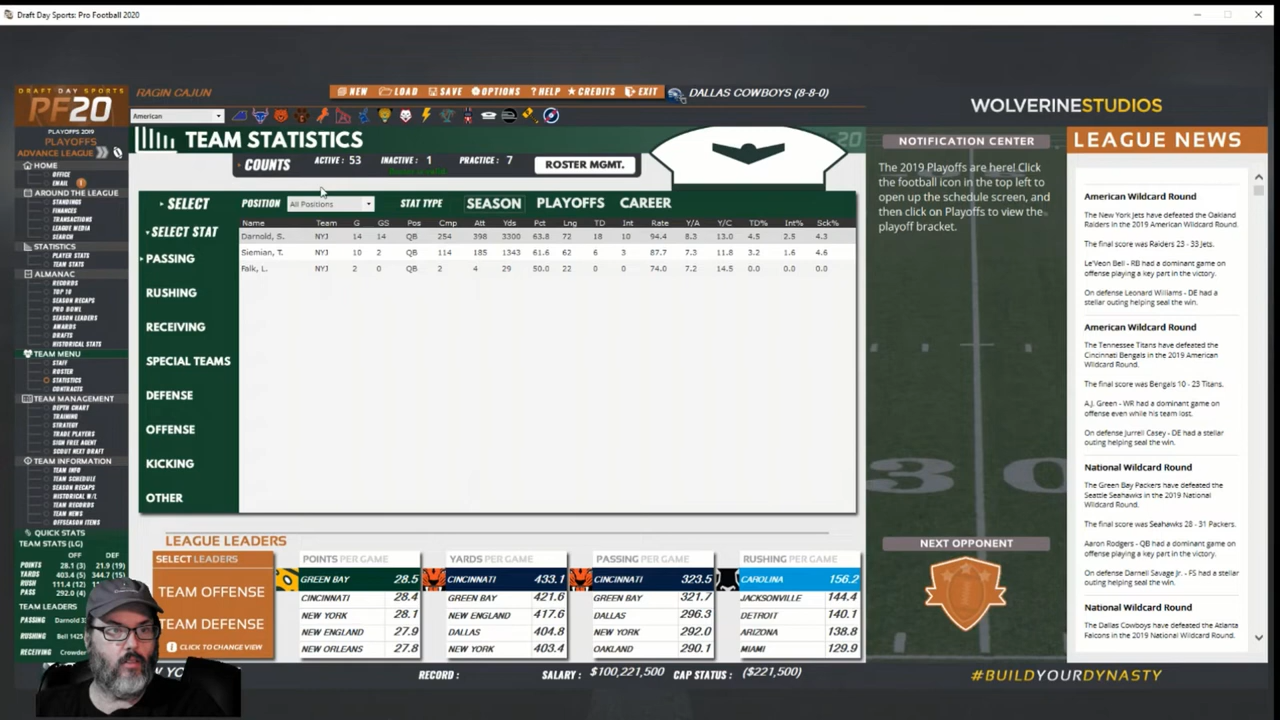 Draft Day Sports: Pro Football 2020
DRAFT DAY SPORTS
PF20
RAGIN CAJUN
NEW LOAD SAVE OPTIONS ? HELP ★ CREDITS EXIT
DALLAS COWBOYS (8-8-0)
American
WOLVERINESTUDIOS
PLAYOFFS 2019
PLAYOFFS
ADVANCE LEAGUE
HOME
OFFICE
EMAIL
AROUND THE LEAGUE
STANDINGS
FINANCES
TRANSACTIONS
LEAGUE MEDIA
SEARCH
STATISTICS
PLAYER STATS
TEAM STATS
ALMANAC
RECORDS
TOP 10
SEASON RECAPS
PRO BOWL
SEASON LEADERS
AWARDS
DRAFTS
HISTORICAL STATS
TEAM MENU
STAFF
ROSTER
STATISTICS
CONTRACTS
TEAM MANAGEMENT
DEPTH CHART
TRAINING
STRATEGY
TRADE PLAYERS
SIGN FREE AGENT
SCOUT NEXT DRAFT
TEAM INFORMATION
TEAM INFO
TEAM SCHEDULE
SEASON RECAPS
HISTORICAL W/L
TEAM RECORDS
TEAM NEWS
OFFSEASON ITEMS
QUICK STATS
TEAM STATS (LG)
OFF DEF
POINTS 28.1 (3) 21.9 (19)
YARDS 403.4 (5) 344.7 (15)
RUSH 111.4 (12)
PASS 292.0 (4)
TEAM LEADERS
PASSING Darnold
RUSHING Bell 1425
RECEIVING Crowder
TEAM STATISTICS
COUNTS ACTIVE : 53 INACTIVE : 1 PRACTICE : 7 ROSTER MGMT.
Roster is valid
SELECT POSITION All Positions STAT TYPE SEASON PLAYOFFS CAREER
SELECT STAT
PASSING
RUSHING
RECEIVING
SPECIAL TEAMS
DEFENSE
OFFENSE
KICKING
OTHER
Name Team G GS Pos Cmp Att Yds Pct Lng TD Int Rate Y/A Y/C TD% Int% Sck%
Darnold, S. NYJ 14 14 QB 254 398 3300 63.8 72 18 10 94.4 8.3 13.0 4.5 2.5 4.3
Siemian, T. NYJ 10 2 QB 114 185 1343 61.6 62 6 3 87.7 7.3 11.8 3.2 1.6 4.6
Falk, L. NYJ 2 0 QB 2 4 29 50.0 22 0 0 74.0 7.2 14.5 0.0 0.0 0.0
LEAGUE LEADERS
SELECT LEADERS
TEAM OFFENSE
TEAM DEFENSE
CLICK TO CHANGE VIEW
POINTS PER GAME
GREEN BAY 28.5
CINCINNATI 28.4
NEW YORK 28.1
NEW ENGLAND 27.9
NEW ORLEANS 27.8
YARDS PER GAME
CINCINNATI 433.1
GREEN BAY 421.6
NEW ENGLAND 417.6
DALLAS 404.8
NEW YORK 403.4
PASSING PER GAME
CINCINNATI 323.5
GREEN BAY 321.7
DALLAS 296.3
NEW YORK 292.0
OAKLAND 290.1
RUSHING PER GAME
CAROLINA 156.2
JACKSONVILLE 144.4
DETROIT 140.1
ARIZONA 138.8
MIAMI 129.9
RECORD : SALARY : $100,221,500 CAP STATUS : ($221,500)
NOTIFICATION CENTER
The 2019 Playoffs are here! Click
the football icon in the top left to
open up the schedule screen, and
then click on Playoffs to view the
playoff bracket.
30
NEXT OPPONENT
LEAGUE NEWS
American Wildcard Round
The New York Jets have defeated the
Oakland Raiders in the 2019 American
Wildcard Round.
The final score was Raiders 23 - 33 Jets.
Le'Veon Bell - RB had a dominant game on
offense playing a key part in the victory.
On defense Leonard Williams - DE had a
stellar outing helping seal the win.
American Wildcard Round
The Tennessee Titans have defeated the
Cincinnati Bengals in the 2019 American
Wildcard Round.
The final score was Bengals 10 - 23 Titans.
A.J. Green - WR had a dominant game on
offense even while his team lost.
On defense Jurrell Casey - DE had a stellar
outing helping seal the win.
National Wildcard Round
The Green Bay Packers have defeated the
Seattle Seahawks in the 2019 National
Wildcard Round.
The final score was Seahawks 28 - 31 Packers.
Aaron Rodgers - QB had a dominant game on
offense playing a key part in the victory.
On defense Darnell Savage Jr. - FS had a stellar
outing helping seal the win.
National Wildcard Round
The Dallas Cowboys have defeated the Atlanta
Falcons in the 2019 National Wildcard Round.
#BUILDYOURDYNASTY